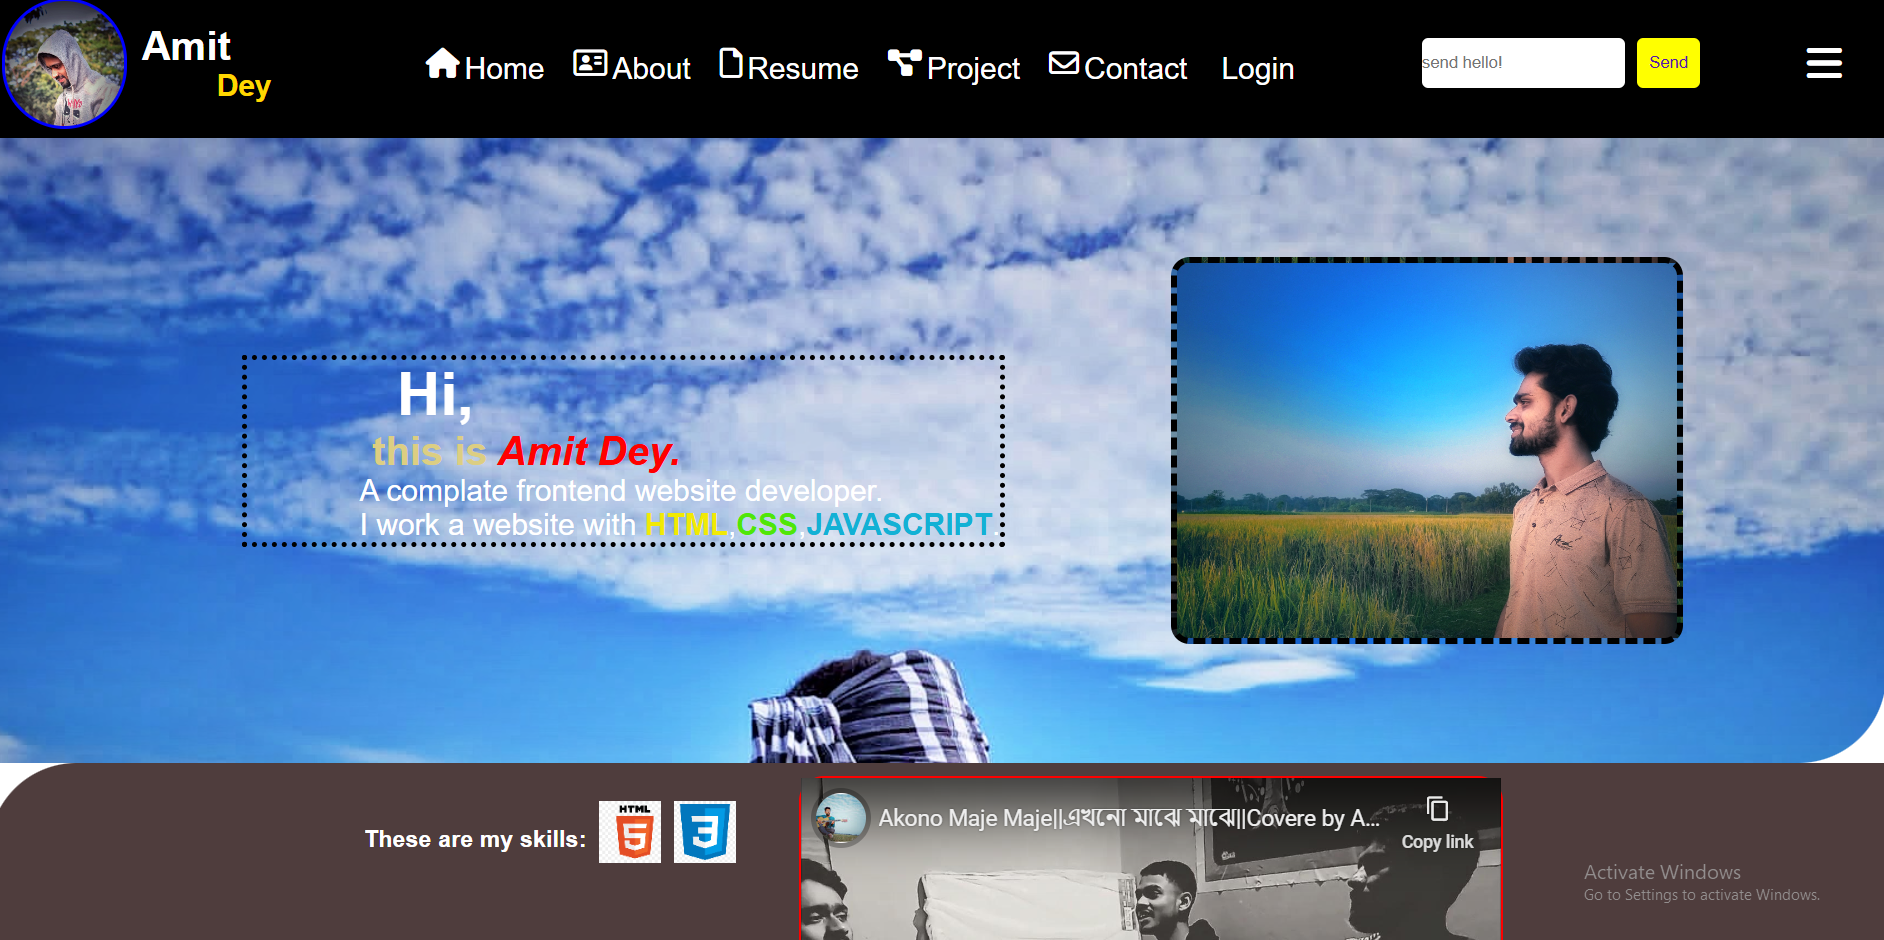 Amit
Dey
Home About Resume Project Contact Login
send hello! Send
Hi,
this is Amit Dey.
A complate frontend website developer.
I work a website with HTML,CSS,JAVASCRIPT
These are my skills:
HTML
5
3
Akono Maje Maje||এখনো মাঝে মাঝে||Covere by A...
Copy link
Activate Windows
Go to Settings to activate Windows.